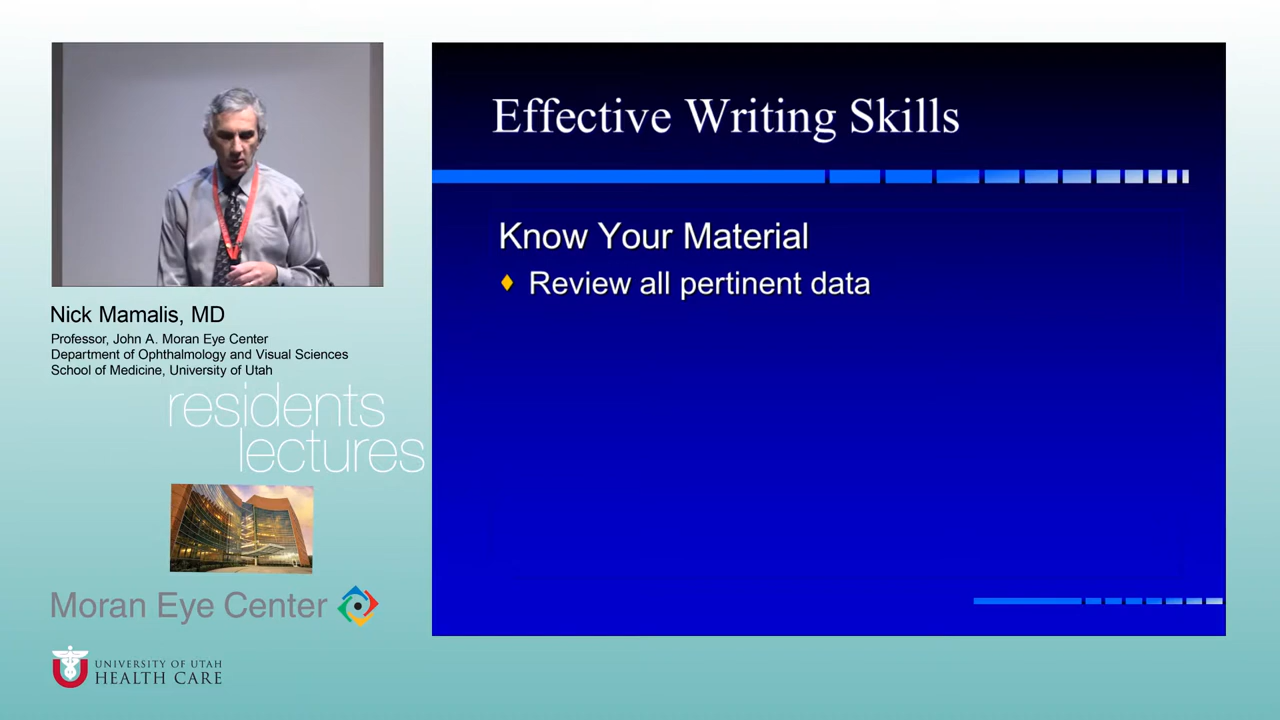 Effective Writing Skills
Know Your Material
Review all pertinent data
Nick Mamalis, MD
Professor, John A. Moran Eye Center
Department of Ophthalmology and Visual Sciences
School of Medicine, University of Utah
residents
lectures
Moran Eye Center
UNIVERSITY OF UTAH
HEALTH CARE